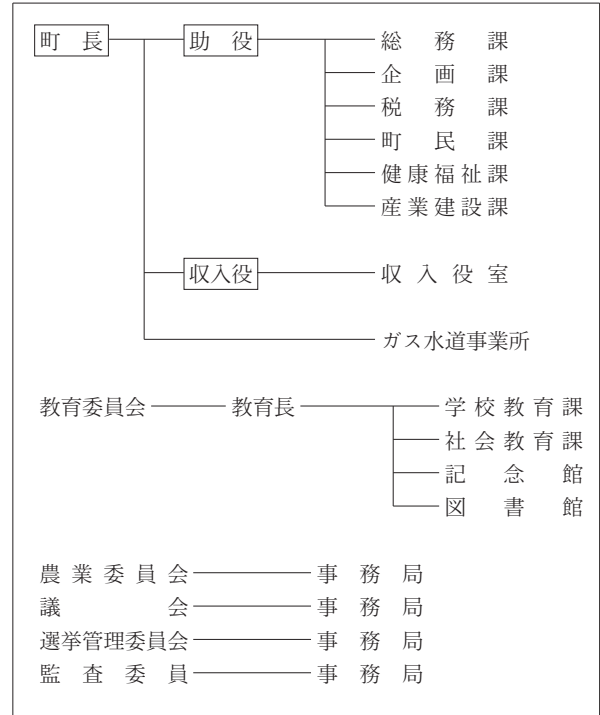 町長 助役 総務課
企画課
税務課
町民課
健康福祉課
産業建設課
収入役 収入役室
ガス水道事業所
教育委員会 教育長 学校教育課
社会教育課
記念館
図書館
農業委員会 事務局
議会 事務局
選挙管理委員会 事務局
監査委員 事務局